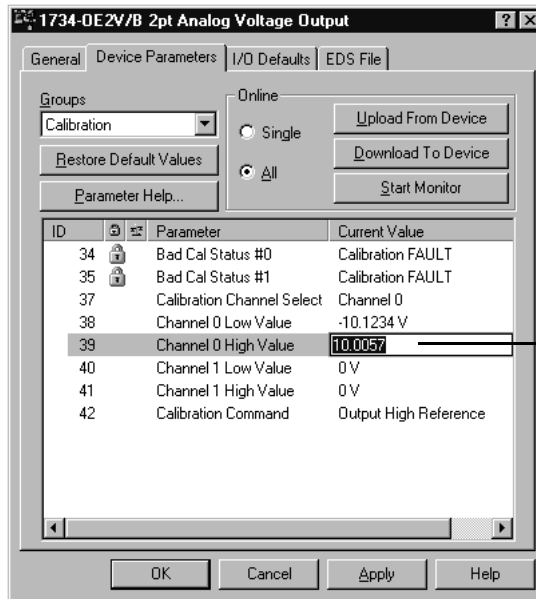 1734-OE2V/B 2pt Analog Voltage Output
General Device Parameters I/O Defaults EDS File
Groups
Calibration
Restore Default Values
Parameter Help...
Online
Single
All
Upload From Device
Download To Device
Start Monitor
ID Parameter Current Value
34 Bad Cal Status #0 Calibration FAULT
35 Bad Cal Status #1 Calibration FAULT
37 Calibration Channel Select Channel 0
38 Channel 0 Low Value -10.1234 V
39 Channel 0 High Value 10.0057
40 Channel 1 Low Value 0 V
41 Channel 1 High Value 0 V
42 Calibration Command Output High Reference
OK Cancel Apply Help